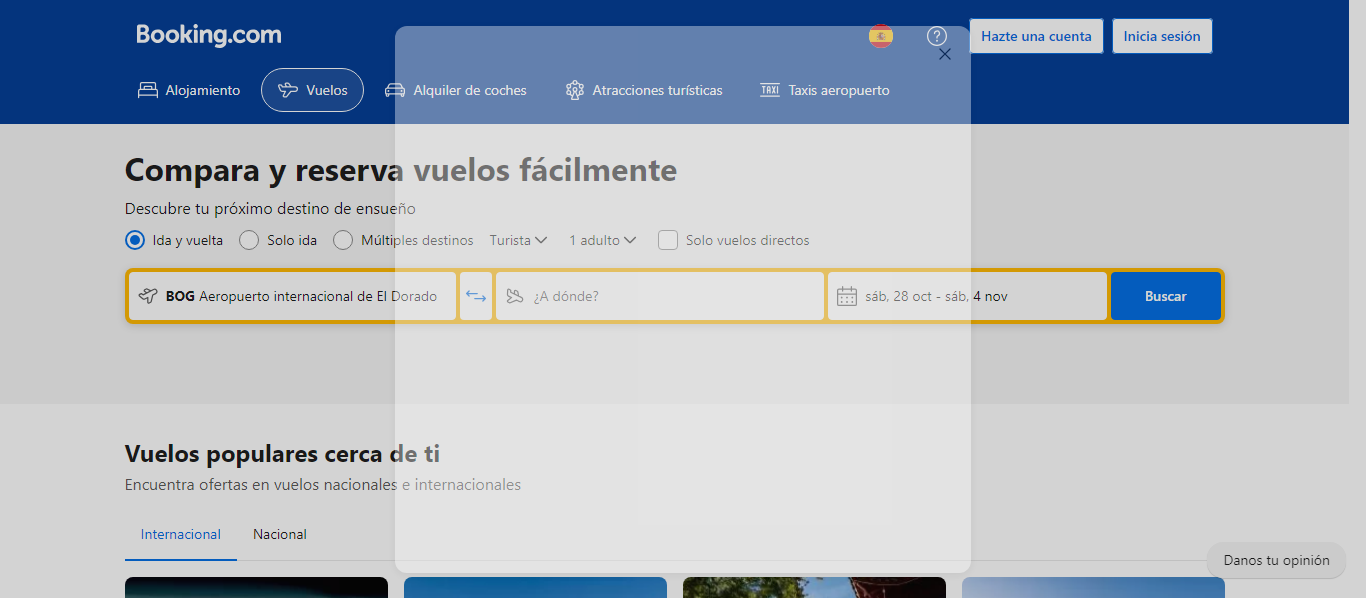 Booking.com
Hazte una cuenta
Inicia sesión
Alojamiento
Vuelos
Alquiler de coches
Atracciones turísticas
TAXI
Taxis aeropuerto
Compara y reserva vuelos fácilmente
Descubre tu próximo destino de ensueño
Ida y vuelta
Solo ida
Múltiples destinos
Turista
1 adulto
Solo vuelos directos
BOG Aeropuerto internacional de El Dorado
¿A dónde?
sáb, 28 oct - sáb, 4 nov
Buscar
Vuelos populares cerca de ti
Encuentra ofertas en vuelos nacionales e internacionales
Internacional
Nacional
Danos tu opinión